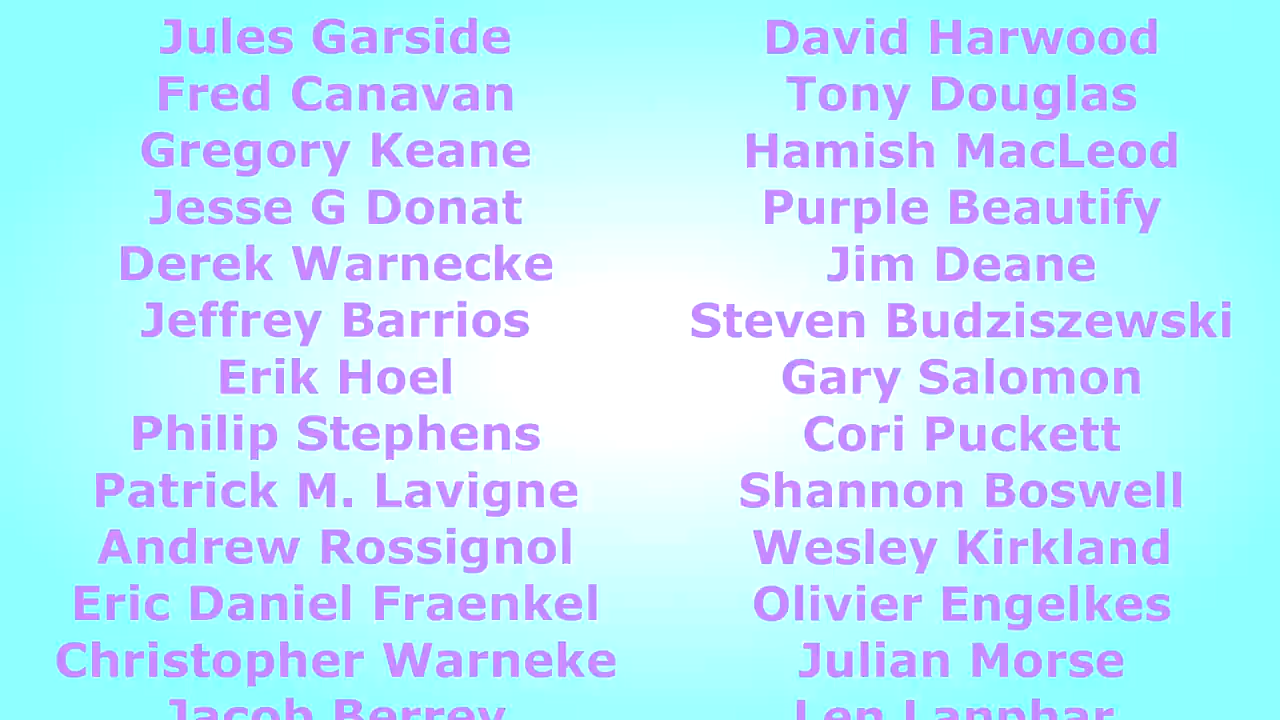 Jules Garside
Fred Canavan
Gregory Keane
Jesse G Donat
Derek Warnecke
Jeffrey Barrios
Erik Hoel
Philip Stephens
Patrick M. Lavigne
Andrew Rossignol
Eric Daniel Fraenkel
Christopher Warneke
Jacob Berrey
David Harwood
Tony Douglas
Hamish MacLeod
Purple Beautify
Jim Deane
Steven Budziszewski
Gary Salomon
Cori Puckett
Shannon Boswell
Wesley Kirkland
Olivier Engelkes
Julian Morse
Len Lanphar